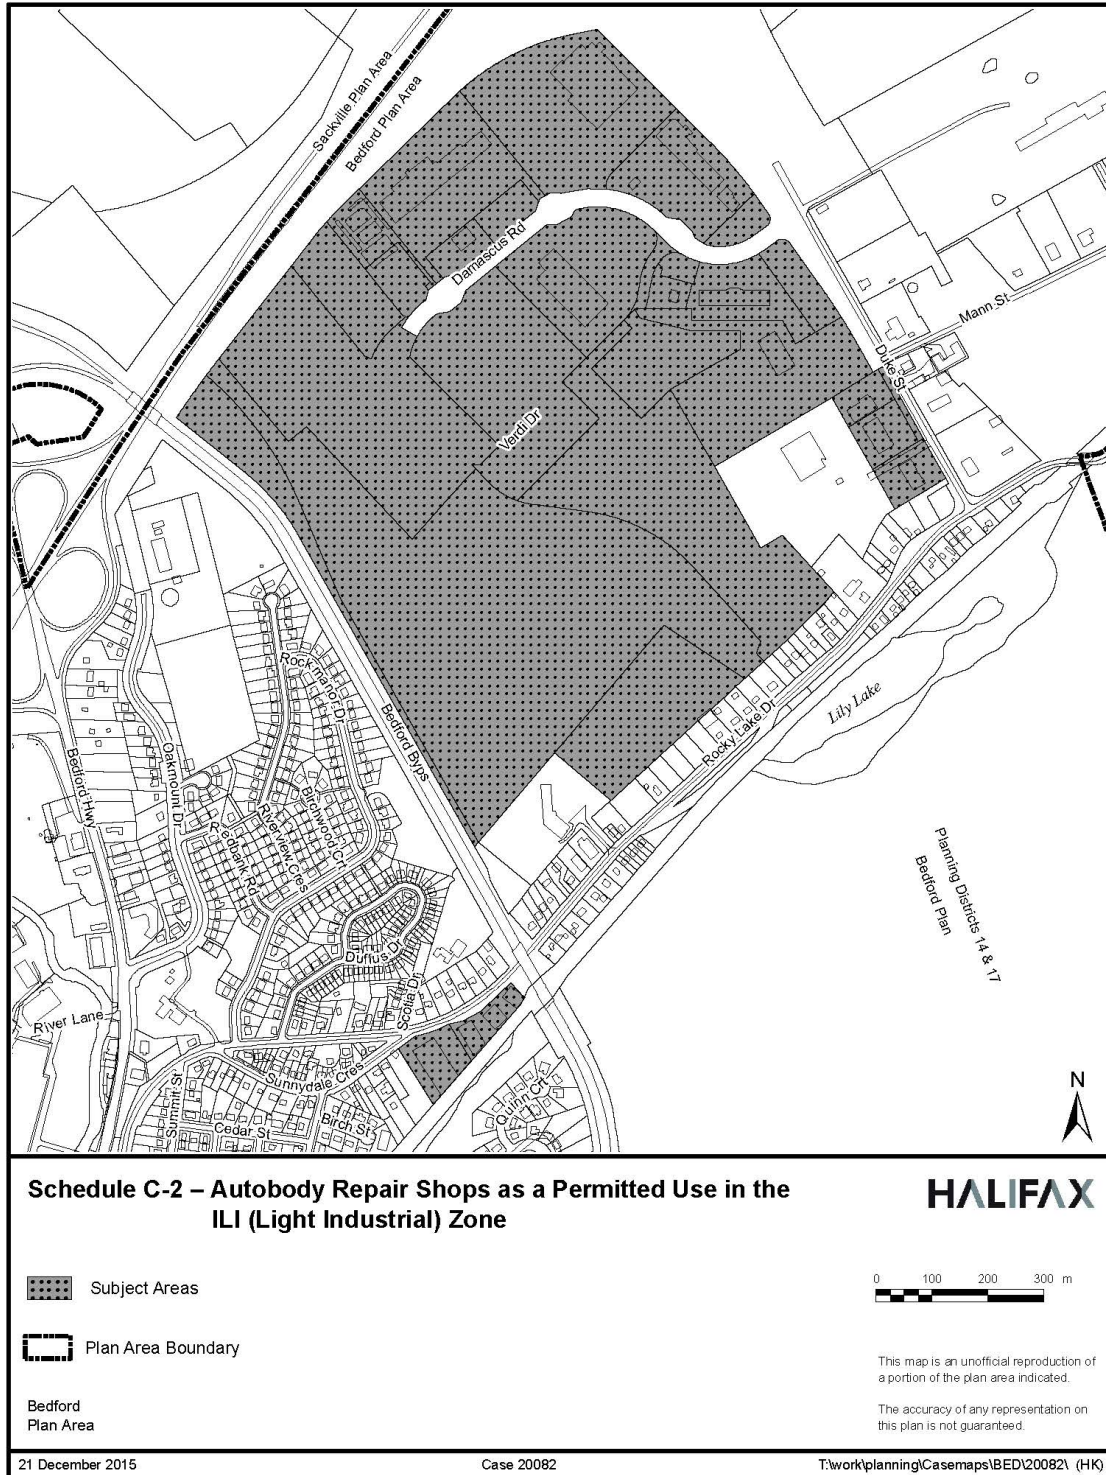 Sackville Plan Area
Bedford Plan Area
Damascus Rd
Mann St
Duke St
Verdi Dr
Rockmanor Dr
Bedford Byps
Lily Lake
Rocky Lake Dr
Oakmount Dr
Bedford Hwy
Birchwood Crt
Riverview Cres
Reedbank Rd
Planning Districts 14 & 17
Bedford Plan
Duffus Dr
Scotia Dr
River Lane
Sunnydale Cres
Summit St
Quinn Crt
Birch St
Cedar St
N
Schedule C-2 – Autobody Repair Shops as a Permitted Use in the
ILI (Light Industrial) Zone
HALIFAX
Subject Areas
0 100 200 300 m
Plan Area Boundary
This map is an unofficial reproduction of
a portion of the plan area indicated.
Bedford
Plan Area
The accuracy of any representation on
this plan is not guaranteed.
21 December 2015
Case 20082
T:\work\planning\Casemaps\BED\20082\ (HK)